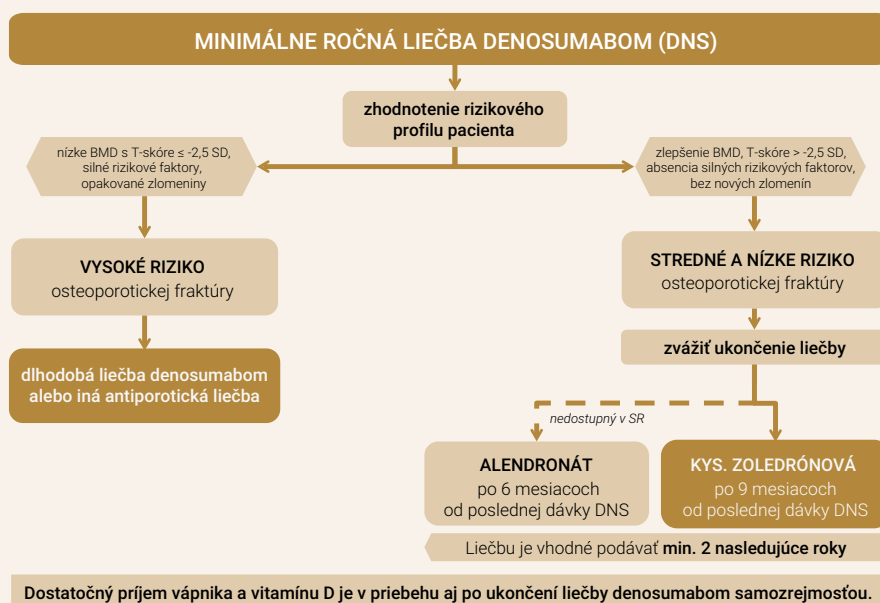 MINIMÁLNE ROČNÁ LIEČBA DENOSUMABOM (DNS)
zhodnotenie rizikového
profilu pacienta
nízke BMD s T-skóre ≤ -2,5 SD,
silné rizikové faktory,
opakované zlomeniny
zlepšenie BMD, T-skóre > -2,5 SD,
absencia silných rizikových faktorov,
bez nových zlomenín
VYSOKÉ RIZIKO
osteoporotickej fraktúry
STREDNÉ A NÍZKE RIZIKO
osteoporotickej fraktúry
dlhodobá liečba denosumabom
alebo iná antiporotická liečba
zvážiť ukončenie liečby
nedostupný v SR
ALENDRONÁT
po 6 mesiacoch
od poslednej dávky DNS
KYS. ZOLEDRÓNOVÁ
po 9 mesiacoch
od poslednej dávky DNS
Liečbu je vhodné podávať min. 2 nasledujúce roky
Dostatočný príjem vápnika a vitamínu D je v priebehu aj po ukončení liečby denosumabom samozrejmosťou.